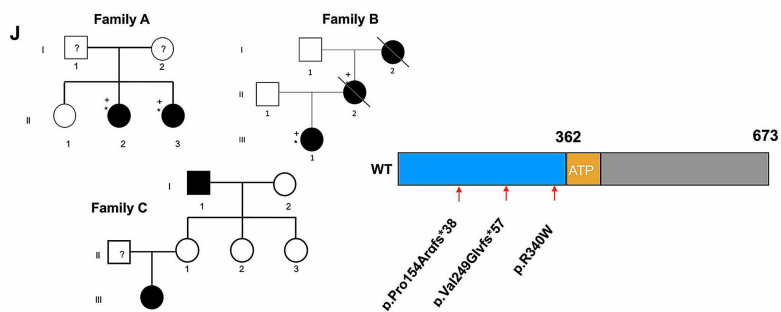 J
Family A
I
?
?
1
2
+
*
+
*
II
1
2
3
Family B
I
1
2
+
*
II
1
2
+
*
III
1
Family C
I
1
2
II
?
1
2
3
III
362
673
WT
ATP
p.Pro154Argfs*38
p.Val249Glyfs*57
p.R340W